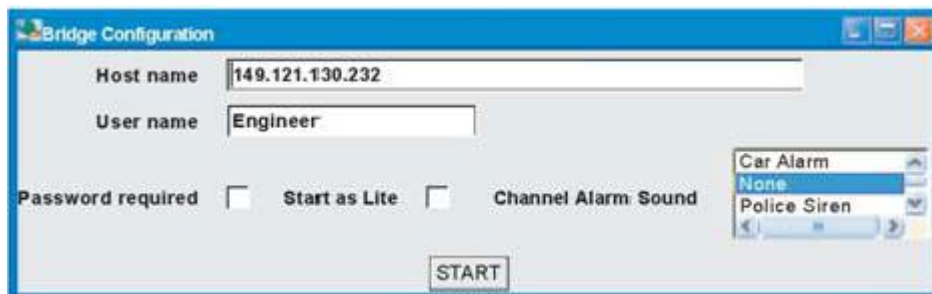 Bridge Configuration
Host name 149.121.130.232
User name Engineer
Password required Start as Lite Channel Alarm Sound
Car Alarm
None
Police Siren
START